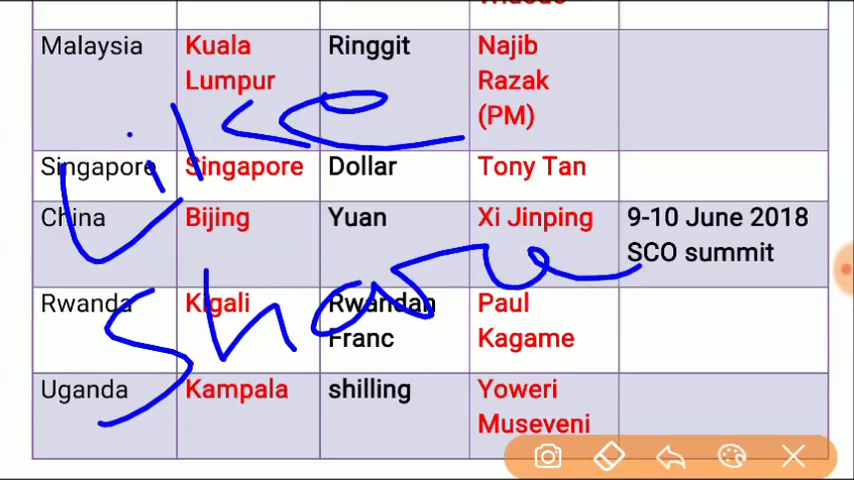 Malaysia Kuala Ringgit Najib
Lumpur Razak
(PM)
Like
Singapore Singapore Dollar Tony Tan
China Bijing Yuan Xi Jinping 9-10 June 2018
SCO summit
Share
Rwanda Kigali Rwandan Paul
Franc Kagame
Uganda Kampala shilling Yoweri
Museveni